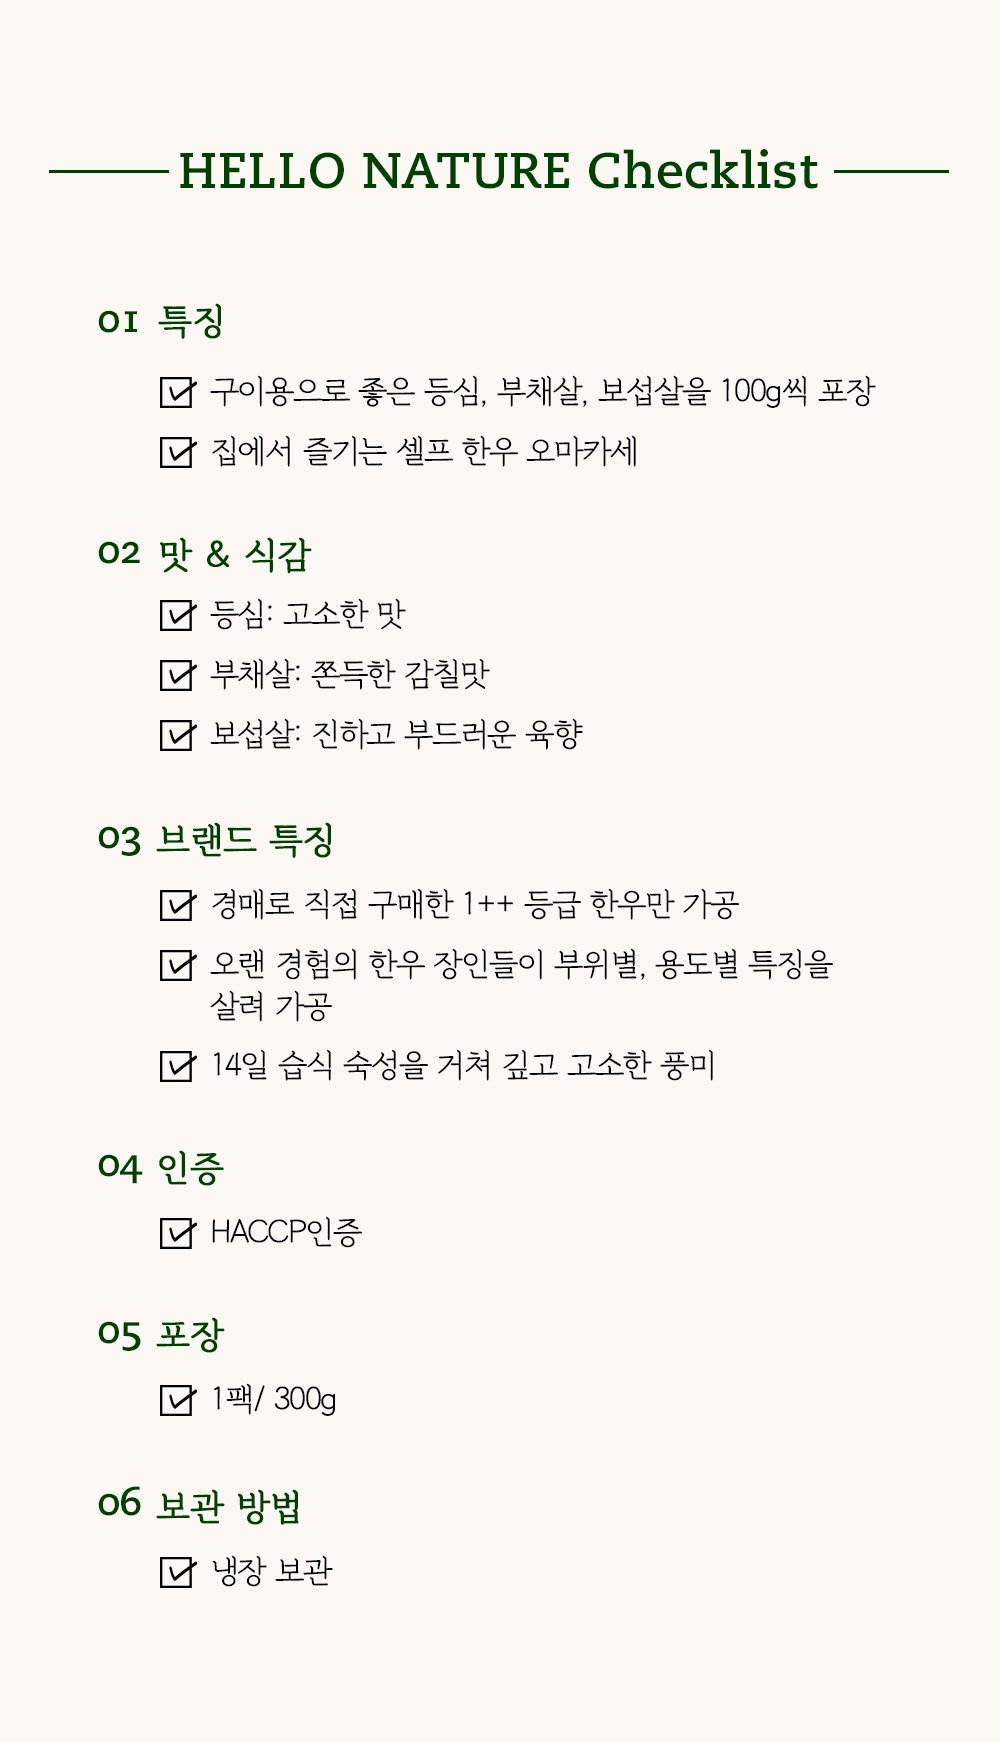 HELLO NATURE Checklist
01 특징
구이용으로 좋은 등심, 부채살, 보섭살을 100g씩 포장
집에서 즐기는 셀프 한우 오마카세
02 맛 & 식감
등심: 고소한 맛
부채살: 쫀득한 감칠맛
보섭살: 진하고 부드러운 육향
03 브랜드 특징
경매로 직접 구매한 1++ 등급 한우만 가공
오랜 경험의 한우 장인들이 부위별, 용도별 특징을
살려 가공
14일 습식 숙성을 거쳐 깊고 고소한 풍미
04 인증
HACCP인증
05 포장
1팩/ 300g
06 보관 방법
냉장 보관